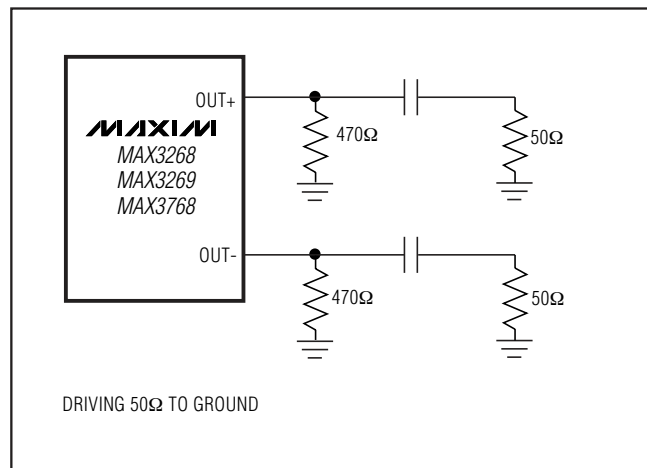 OUT+
MAXIM
MAX3268
MAX3269
MAX3768
470Ω
50Ω
OUT-
470Ω
50Ω
DRIVING 50Ω TO GROUND